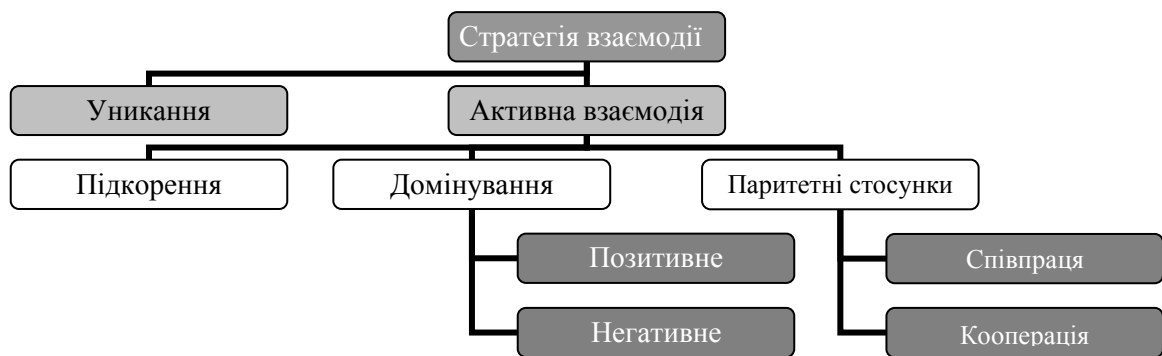 Стратегія взаємодії
Уникання
Активна взаємодія
Підкорення
Домінування
Паритетні стосунки
Позитивне
Співпраця
Негативне
Кооперація